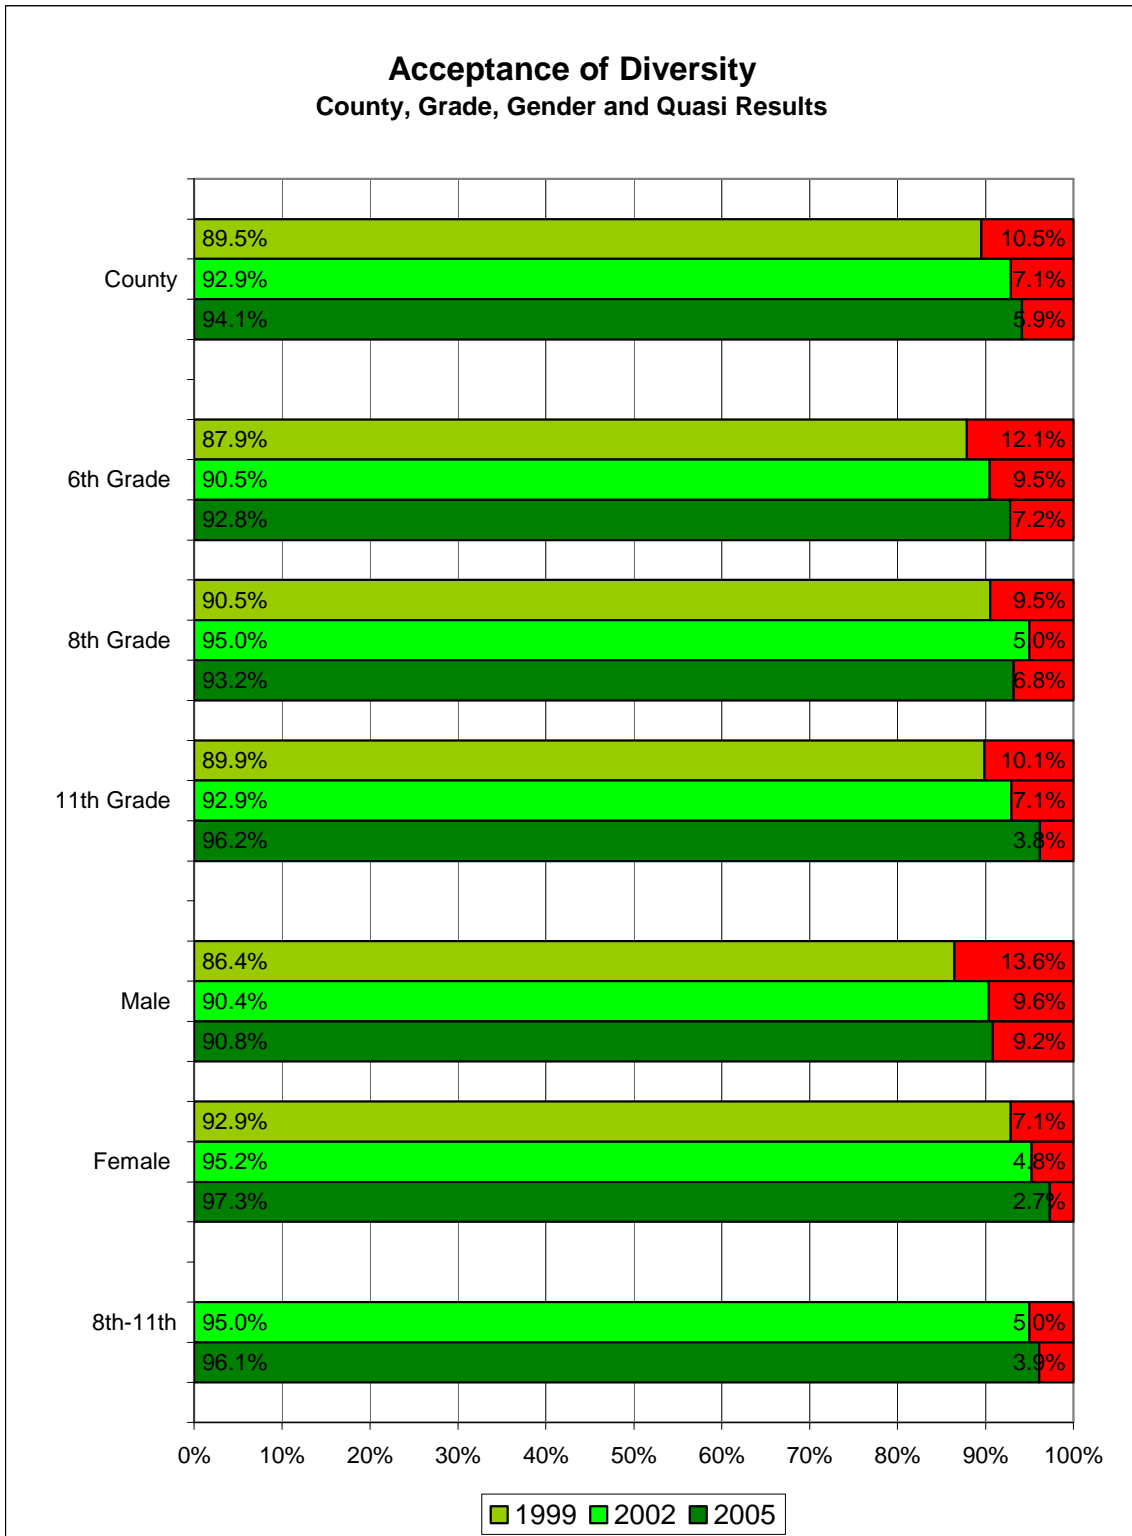 Acceptance of Diversity
County, Grade, Gender and Quasi Results
89.5% 10.5%
County 92.9% 7.1%
94.1% 5.9%
87.9% 12.1%
6th Grade 90.5% 9.5%
92.8% 7.2%
90.5% 9.5%
8th Grade 95.0% 5.0%
93.2% 6.8%
89.9% 10.1%
11th Grade 92.9% 7.1%
96.2% 3.8%
86.4% 13.6%
Male 90.4% 9.6%
90.8% 9.2%
92.9% 7.1%
Female 95.2% 4.8%
97.3% 2.7%
8th-11th 95.0% 5.0%
96.1% 3.9%
0% 10% 20% 30% 40% 50% 60% 70% 80% 90% 100%
1999 2002 2005